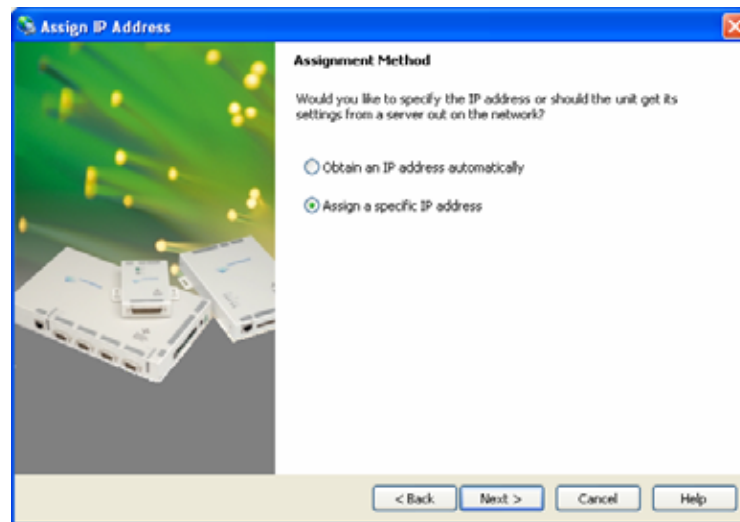 Assign IP Address
Assignment Method
Would you like to specify the IP address or should the unit get its
settings from a server out on the network?
Obtain an IP address automatically
Assign a specific IP address
< Back
Next >
Cancel
Help